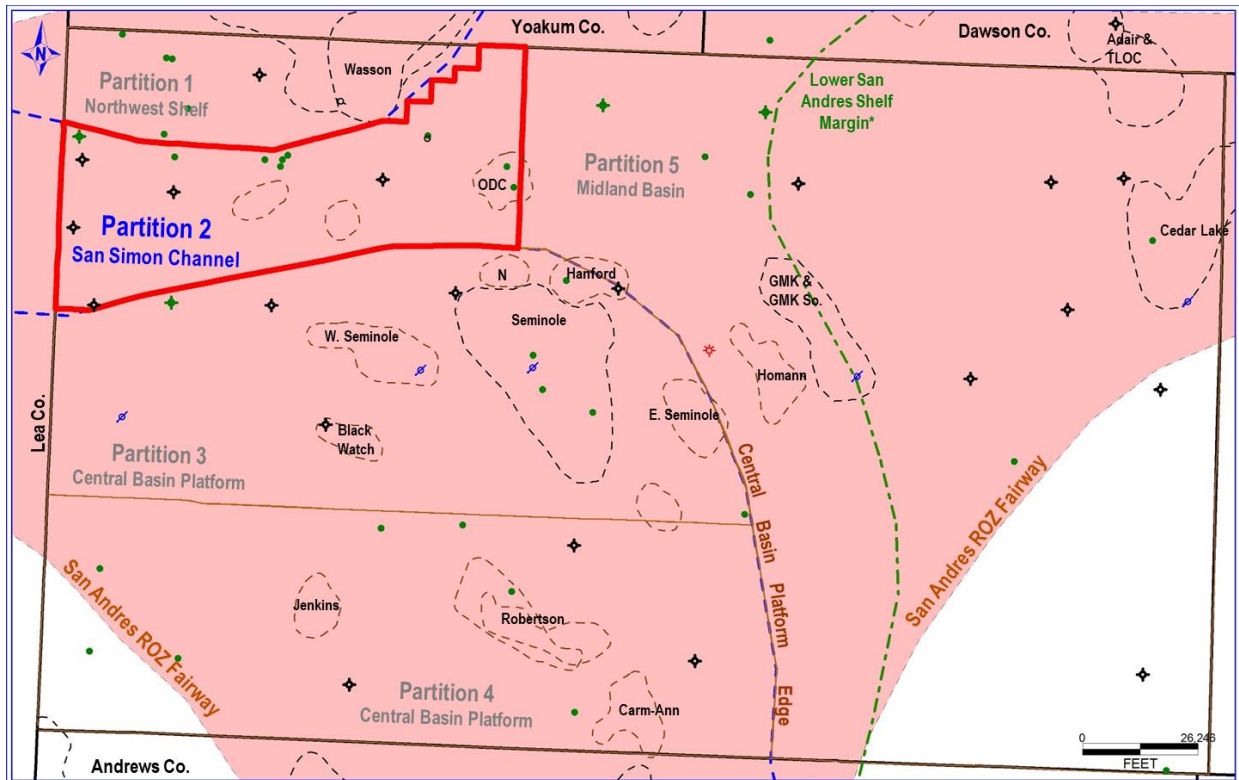 Yoakum Co.
Dawson Co.
Adair &
TLOC
N
Wasson
Partition 1
Northwest Shelf
Lower San
Andres Shelf
Margin*
Partition 5
Midland Basin
ODC
Partition 2
San Simon Channel
Cedar Lake
N
Hanford
GMK &
GMK So.
Seminole
W. Seminole
Homann
E. Seminole
Lea Co.
Black
Watch
Partition 3
Central Basin Platform
Central Basin Platform Edge
San Andres ROZ Fairway
San Andres ROZ Fairway
Jenkins
Robertson
Partition 4
Central Basin Platform
Carm-Ann
Andrews Co.
0 26,246
FEET